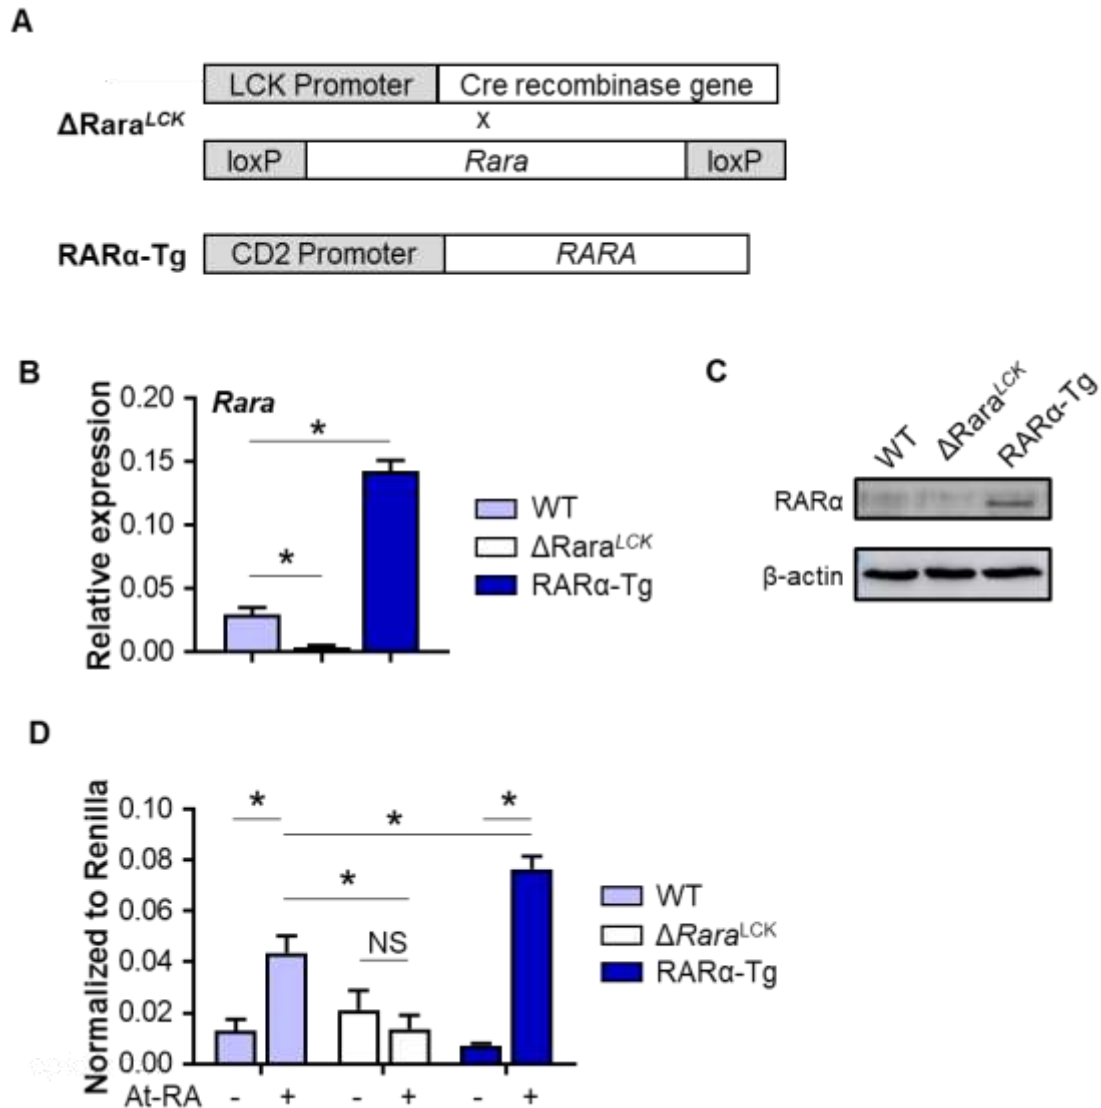 A
LCK Promoter Cre recombinase gene
ΔRara^LCK x
loxP Rara loxP
RARα-Tg CD2 Promoter RARA
B
Rara
Relative expression
0.20
0.15
0.10
0.05
0.00
*
*
WT
ΔRara^LCK
RARα-Tg
C
WT ΔRara^LCK RARα-Tg
RARα
β-actin
D
Normalized to Renilla
0.10
0.08
0.06
0.04
0.02
0.00
* * *
*
NS
WT
ΔRara^LCK
RARα-Tg
At-RA - + - + - +